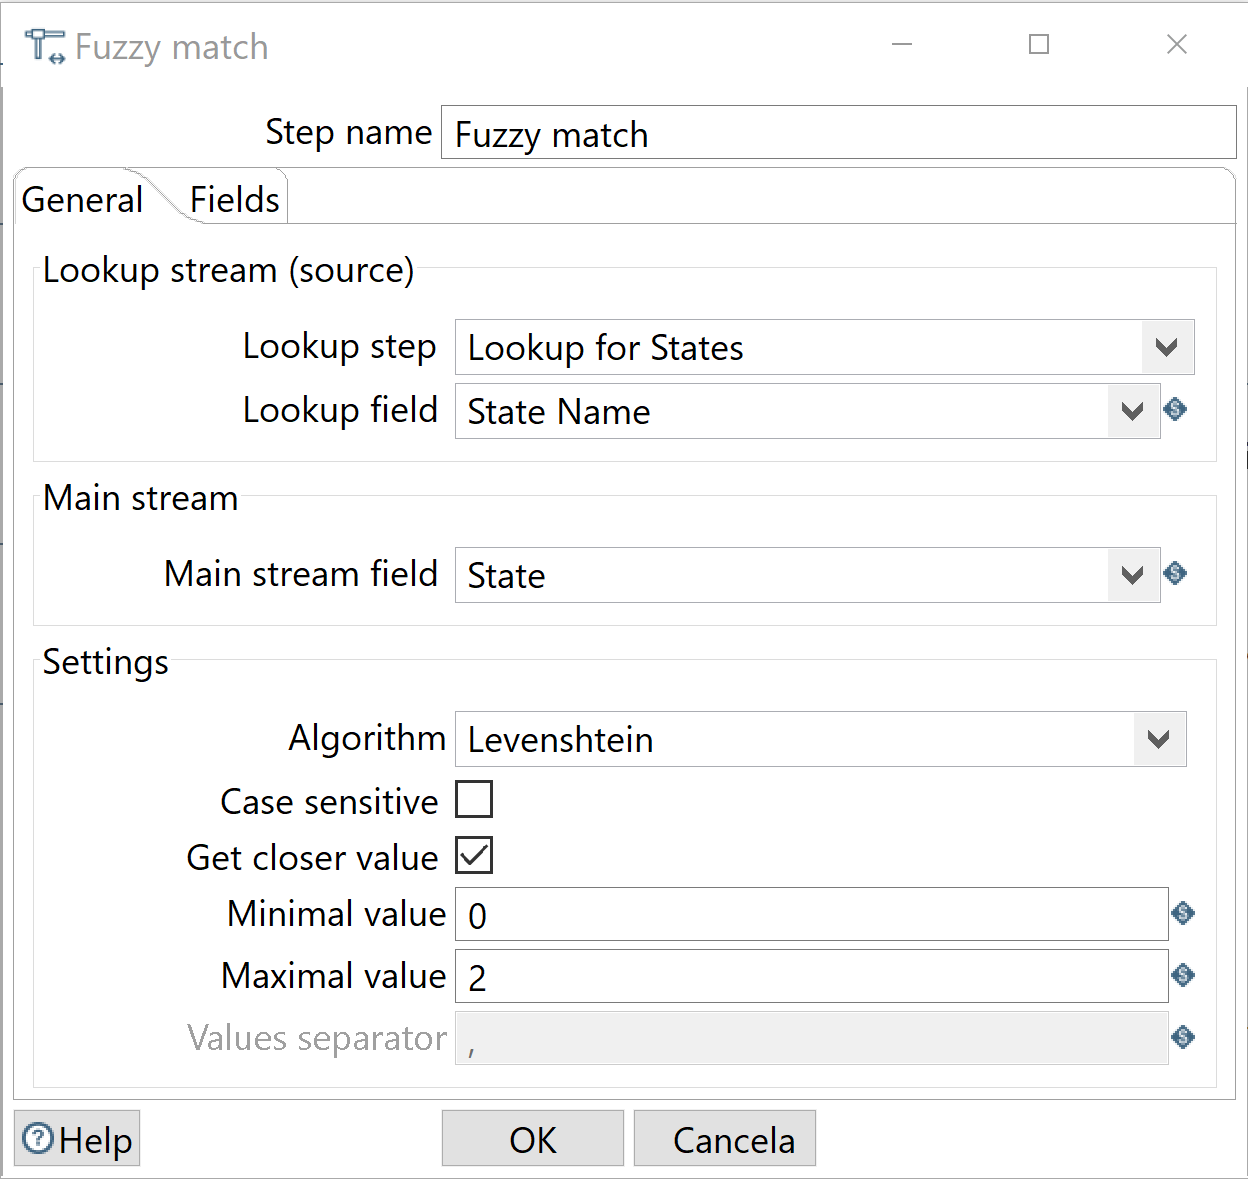 Fuzzy match
Step name Fuzzy match
General Fields
Lookup stream (source)
Lookup step Lookup for States
Lookup field State Name
Main stream
Main stream field State
Settings
Algorithm Levenshtein
Case sensitive
Get closer value
Minimal value 0
Maximal value 2
Values separator ,
Help OK Cancela